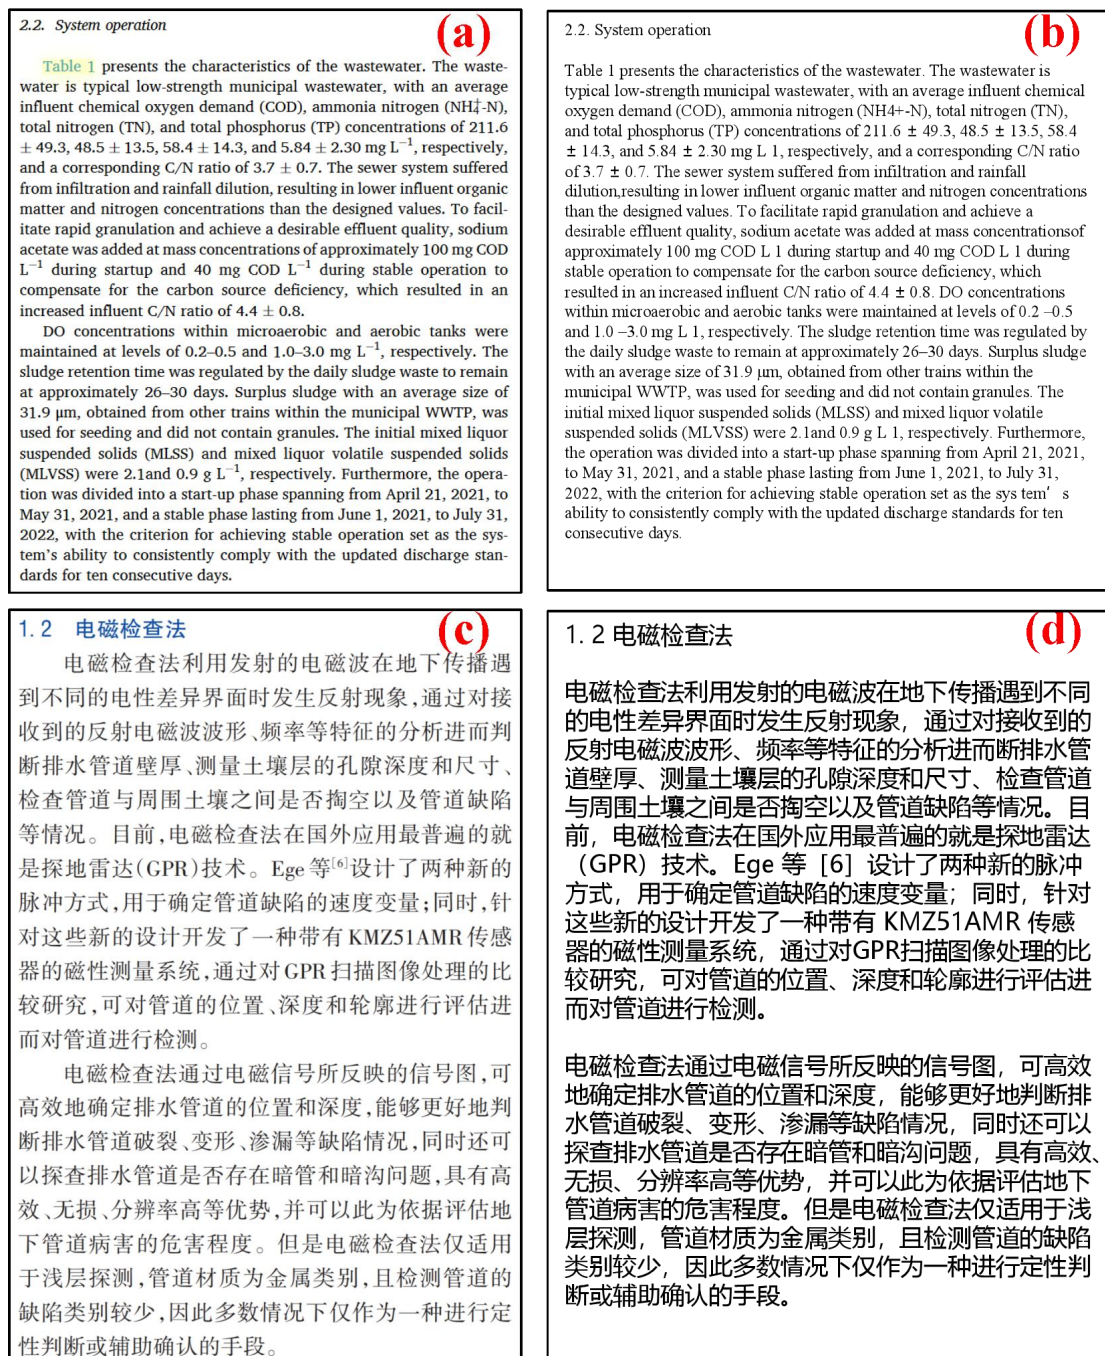 2.2. System operation
(a)
Table 1 presents the characteristics of the wastewater. The waste-
water is typical low-strength municipal wastewater, with an average
influent chemical oxygen demand (COD), ammonia nitrogen (NH₄⁺-N),
total nitrogen (TN), and total phosphorus (TP) concentrations of 211.6
± 49.3, 48.5 ± 13.5, 58.4 ± 14.3, and 5.84 ± 2.30 mg L⁻¹, respectively,
and a corresponding C/N ratio of 3.7 ± 0.7. The sewer system suffered
from infiltration and rainfall dilution, resulting in lower influent organic
matter and nitrogen concentrations than the designed values. To facil-
itate rapid granulation and achieve a desirable effluent quality, sodium
acetate was added at mass concentrations of approximately 100 mg COD
L⁻¹ during startup and 40 mg COD L⁻¹ during stable operation to
compensate for the carbon source deficiency, which resulted in an
increased influent C/N ratio of 4.4 ± 0.8.
DO concentrations within microaerobic and aerobic tanks were
maintained at levels of 0.2–0.5 and 1.0–3.0 mg L⁻¹, respectively. The
sludge retention time was regulated by the daily sludge waste to remain
at approximately 26–30 days. Surplus sludge with an average size of
31.9 μm, obtained from other trains within the municipal WWTP, was
used for seeding and did not contain granules. The initial mixed liquor
suspended solids (MLSS) and mixed liquor volatile suspended solids
(MLVSS) were 2.1and 0.9 g L⁻¹, respectively. Furthermore, the opera-
tion was divided into a start-up phase spanning from April 21, 2021, to
May 31, 2021, and a stable phase lasting from June 1, 2021, to July 31,
2022, with the criterion for achieving stable operation set as the sys-
tem's ability to consistently comply with the updated discharge stan-
dards for ten consecutive days.
2.2. System operation
(b)
Table 1 presents the characteristics of the wastewater. The wastewater is
typical low-strength municipal wastewater, with an average influent chemical
oxygen demand (COD), ammonia nitrogen (NH4+-N), total nitrogen (TN),
and total phosphorus (TP) concentrations of 211.6 ± 49.3, 48.5 ± 13.5, 58.4
± 14.3, and 5.84 ± 2.30 mg L 1, respectively, and a corresponding C/N ratio
of 3.7 ± 0.7. The sewer system suffered from infiltration and rainfall
dilution,resulting in lower influent organic matter and nitrogen concentrations
than the designed values. To facilitate rapid granulation and achieve a
desirable effluent quality, sodium acetate was added at mass concentrationsof
approximately 100 mg COD L 1 during startup and 40 mg COD L 1 during
stable operation to compensate for the carbon source deficiency, which
resulted in an increased influent C/N ratio of 4.4 ± 0.8. DO concentrations
within microaerobic and aerobic tanks were maintained at levels of 0.2 –0.5
and 1.0 –3.0 mg L 1, respectively. The sludge retention time was regulated by
the daily sludge waste to remain at approximately 26–30 days. Surplus sludge
with an average size of 31.9 μm, obtained from other trains within the
municipal WWTP, was used for seeding and did not contain granules. The
initial mixed liquor suspended solids (MLSS) and mixed liquor volatile
suspended solids (MLVSS) were 2.1and 0.9 g L 1, respectively. Furthermore,
the operation was divided into a start-up phase spanning from April 21, 2021,
to May 31, 2021, and a stable phase lasting from June 1, 2021, to July 31,
2022, with the criterion for achieving stable operation set as the sys tem′ s
ability to consistently comply with the updated discharge standards for ten
consecutive days.
1. 2 电磁检查法
(c)
电磁检查法利用发射的电磁波在地下传播遇
到不同的电性差异界面时发生反射现象,通过对接
收到的反射电磁波波形、频率等特征的分析进而判
断排水管道壁厚、测量土壤层的孔隙深度和尺寸、
检查管道与周围土壤之间是否掏空以及管道缺陷
等情况。目前,电磁检查法在国外应用最普遍的就
是探地雷达(GPR)技术。Ege 等[6]设计了两种新的
脉冲方式,用于确定管道缺陷的速度变量;同时,针
对这些新的设计开发了一种带有 KMZ51AMR 传感
器的磁性测量系统,通过对 GPR 扫描图像处理的比
较研究,可对管道的位置、深度和轮廓进行评估进
而对管道进行检测。
电磁检查法通过电磁信号所反映的信号图,可
高效地确定排水管道的位置和深度,能够更好地判
断排水管道破裂、变形、渗漏等缺陷情况,同时还可
以探查排水管道是否存在暗管和暗沟问题,具有高
效、无损、分辨率高等优势,并可以此为依据评估地
下管道病害的危害程度。但是电磁检查法仅适用
于浅层探测,管道材质为金属类别,且检测管道的
缺陷类别较少,因此多数情况下仅作为一种进行定
性判断或辅助确认的手段。
1. 2 电磁检查法
(d)
电磁检查法利用发射的电磁波在地下传播遇到不同
的电性差异界面时发生反射现象，通过对接收到的
反射电磁波波形、频率等特征的分析进而断排水管
道壁厚、测量土壤层的孔隙深度和尺寸、检查管道
与周围土壤之间是否掏空以及管道缺陷等情况。目
前，电磁检查法在国外应用最普遍的就是探地雷达
（GPR）技术。Ege 等［6］设计了两种新的脉冲
方式，用于确定管道缺陷的速度变量；同时，针对
这些新的设计开发了一种带有 KMZ51AMR 传感
器的磁性测量系统，通过对GPR扫描图像处理的比
较研究，可对管道的位置、深度和轮廓进行评估进
而对管道进行检测。
电磁检查法通过电磁信号所反映的信号图，可高效
地确定排水管道的位置和深度，能够更好地判断排
水管道破裂、变形、渗漏等缺陷情况，同时还可以
探查排水管道是否存在暗管和暗沟问题，具有高效、
无损、分辨率高等优势，并可以此为依据评估地下
管道病害的危害程度。但是电磁检查法仅适用于浅
层探测，管道材质为金属类别，且检测管道的缺陷
类别较少，因此多数情况下仅作为一种进行定性判
断或辅助确认的手段。